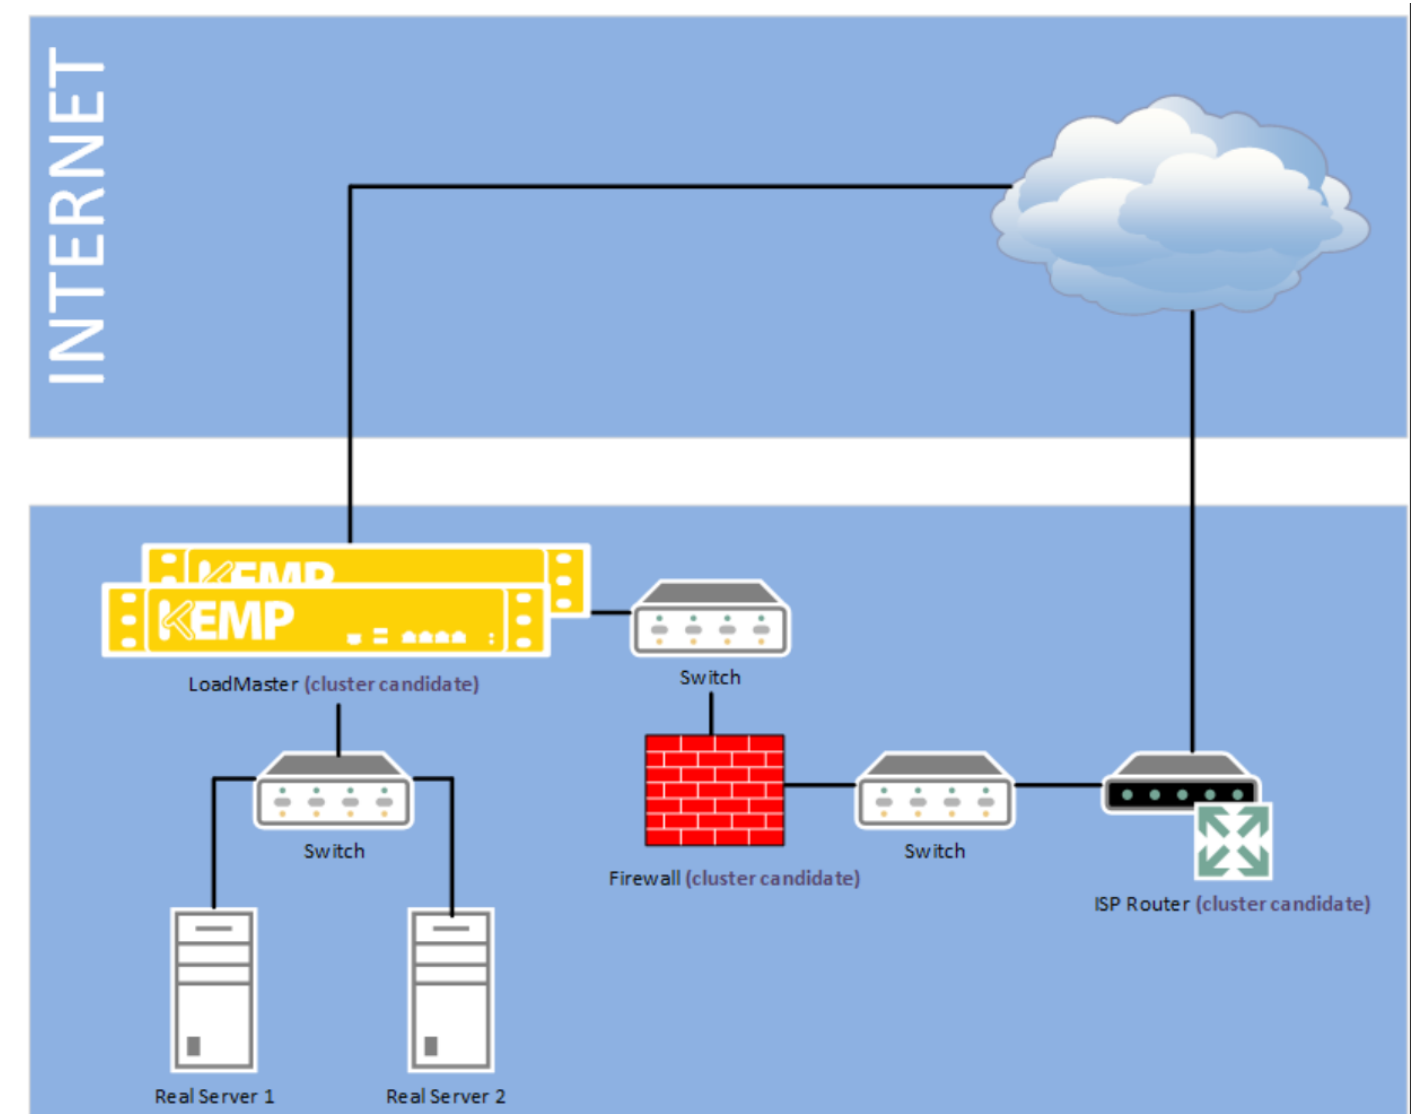 INTERNET
KEMP
KEMP
LoadMaster (cluster candidate)
Switch
Switch
Switch
Firewall (cluster candidate)
ISP Router (cluster candidate)
Real Server 1
Real Server 2